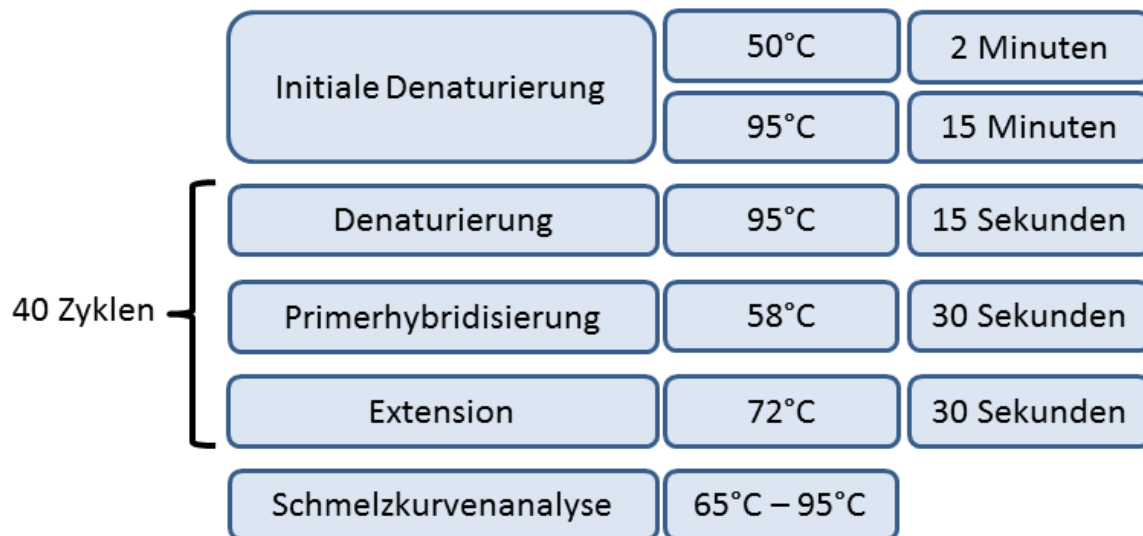 Initiale Denaturierung
50°C
2 Minuten
95°C
15 Minuten
40 Zyklen
Denaturierung
95°C
15 Sekunden
Primerhybridisierung
58°C
30 Sekunden
Extension
72°C
30 Sekunden
Schmelzkurvenanalyse
65°C – 95°C